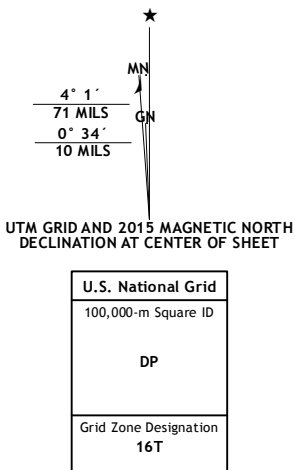 ★
MN
4° 1´
71 MILS
GN
0° 34´
10 MILS
UTM GRID AND 2015 MAGNETIC NORTH
DECLINATION AT CENTER OF SHEET
U.S. National Grid
100,000-m Square ID
DP
Grid Zone Designation
16T